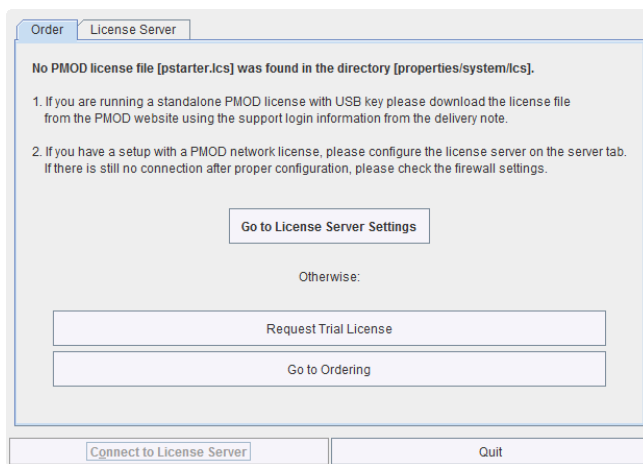 Order License Server
No PMOD license file [pstarter.lcs] was found in the directory [properties/system/lcs].
1. If you are running a standalone PMOD license with USB key please download the license file
from the PMOD website using the support login information from the delivery note.
2. If you have a setup with a PMOD network license, please configure the license server on the server tab.
If there is still no connection after proper configuration, please check the firewall settings.
Go to License Server Settings
Otherwise:
Request Trial License
Go to Ordering
Connect to License Server Quit